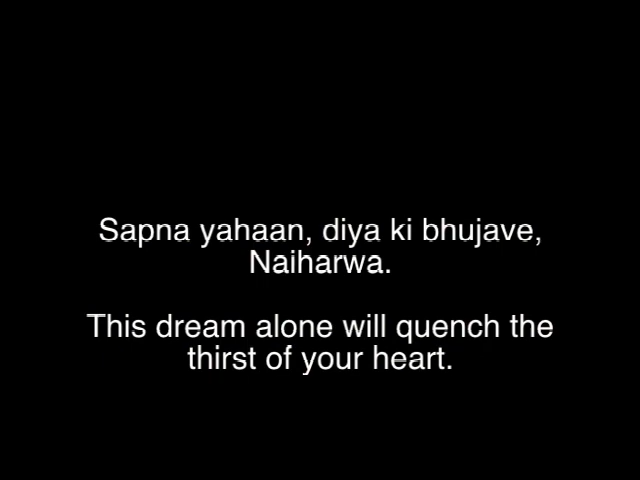 Sapna yahaan, diya ki bhujave,
Naiharwa.
This dream alone will quench the
thirst of your heart.